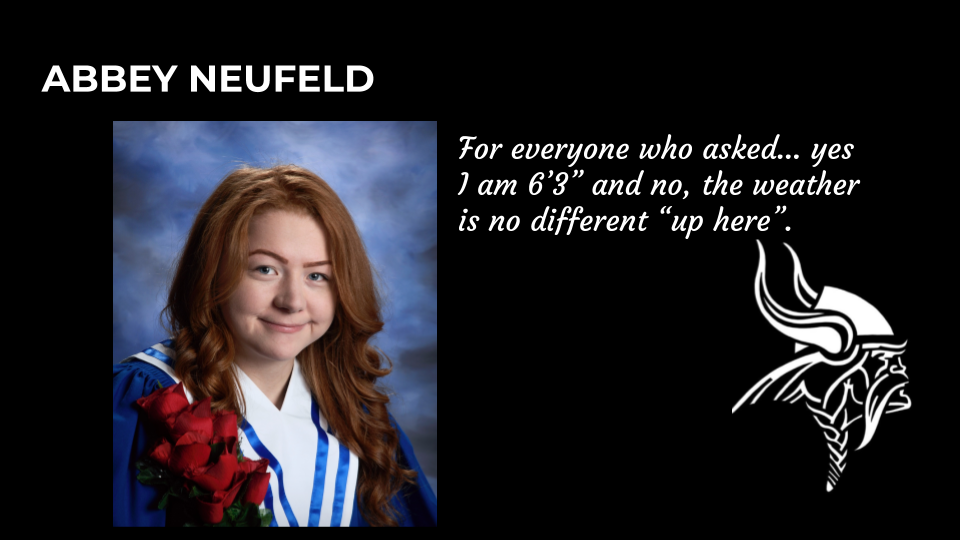 ABBEY NEUFELD
For everyone who asked... yes
I am 6’3” and no, the weather
is no different “up here”.